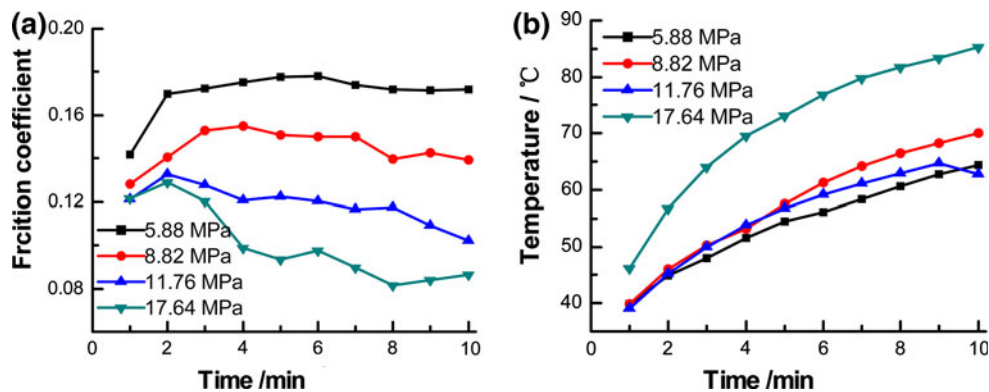 (a)
0.20
0.16
0.12
0.08
Frcition coefficient
5.88 MPa
8.82 MPa
11.76 MPa
17.64 MPa
0 2 4 6 8 10
Time /min
(b)
90
80
70
60
50
40
Temperature / ℃
5.88 MPa
8.82 MPa
11.76 MPa
17.64 MPa
0 2 4 6 8 10
Time /min